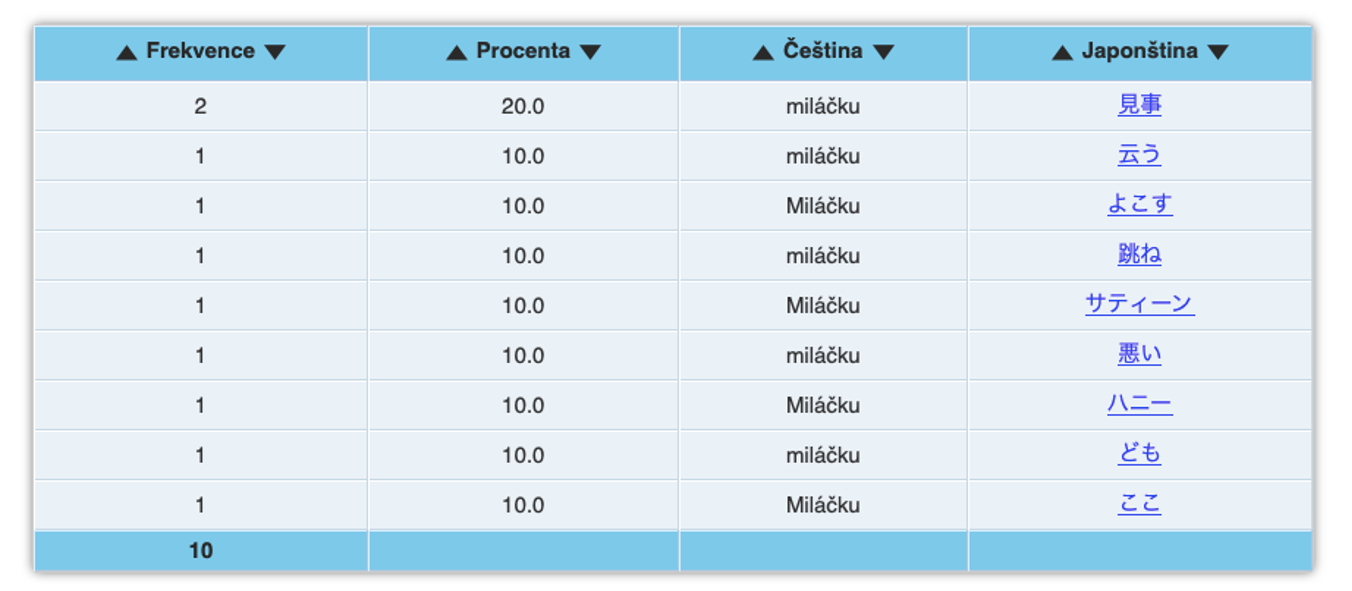 ▲ Frekvence ▼ ▲ Procenta ▼ ▲ Čeština ▼ ▲ Japonština ▼
2 20.0 miláčku 見事
1 10.0 miláčku 云う
1 10.0 Miláčku よこす
1 10.0 miláčku 跳ね
1 10.0 Miláčku サティーン
1 10.0 miláčku 悪い
1 10.0 Miláčku ハニー
1 10.0 miláčku ども
1 10.0 Miláčku ここ
10